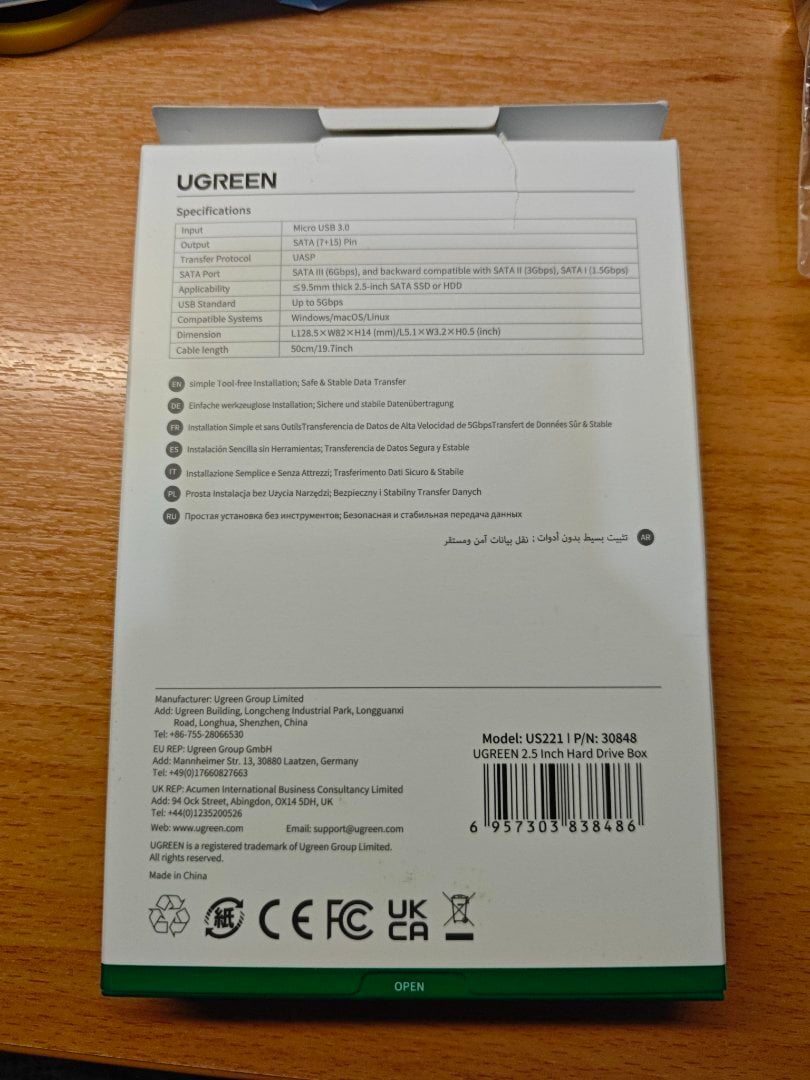 UGREEN
Specifications
Input Micro USB 3.0
Output SATA (7+15) Pin
Transfer Protocol UASP
SATA Port SATA III (6Gbps), and backward compatible with SATA II (3Gbps), SATA I (1.5Gbps)
Applicability ≤9.5mm thick 2.5-inch SATA SSD or HDD
USB Standard Up to 5Gbps
Compatible Systems Windows/macOS/Linux
Dimension L128.5×W82×H14 (mm)/L5.1×W3.2×H0.5 (inch)
Cable length 50cm/19.7inch
EN simple Tool-free Installation; Safe & Stable Data Transfer
DE Einfache werkzeuglose Installation; Sichere und stabile Datenübertragung
FR Installation Simple et sans OutilsTransferencia de Datos de Alta Velocidad de 5GbpsTransfert de Données Sûr & Stable
ES Instalación Sencilla sin Herramientas; Transferencia de Datos Segura y Estable
IT Installazione Semplice e Senza Attrezzi; Trasferimento Dati Sicuro & Stabile
PL Prosta Instalacja bez Użycia Narzędzi; Bezpieczny i Stabilny Transfer Danych
RU Простая установка без инструментов; Безопасная и стабильная передача данных
AR تثبيت بسيط بدون أدوات ; نقل بيانات آمن ومستقر
Manufacturer: Ugreen Group Limited
Add: Ugreen Building, Longcheng Industrial Park, Longguanxi
Road, Longhua, Shenzhen, China
Tel: +86-755-28066530
EU REP: Ugreen Group GmbH
Add: Mannheimer Str. 13, 30880 Laatzen, Germany
Tel: +49(0)17660827663
UK REP: Acumen International Business Consultancy Limited
Add: 94 Ock Street, Abingdon, OX14 5DH, UK
Tel: +44(0)1235200526
Web: www.ugreen.com Email: support@ugreen.com
UGREEN is a registered trademark of Ugreen Group Limited.
All rights reserved.
Made in China
Model: US221 | P/N: 30848
UGREEN 2.5 Inch Hard Drive Box
6 957303 838486
紙 CE FC UK
CA
OPEN